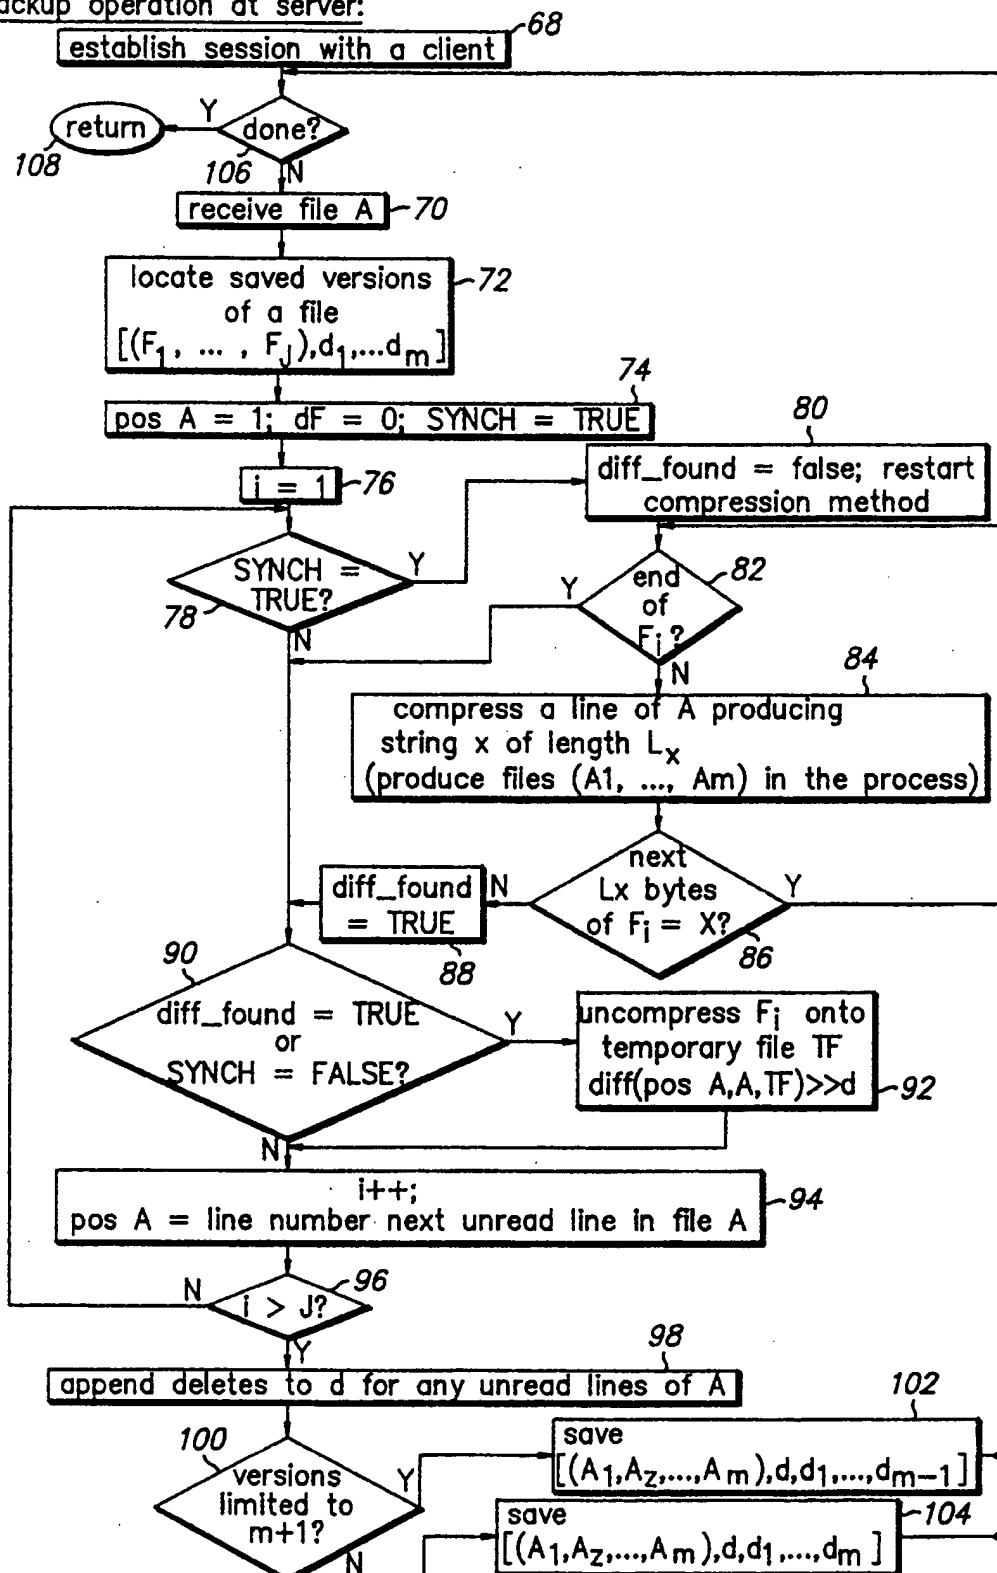 ackup operation at server:
68
establish session with a client
Y
done?
return
108
106
N
receive file A
70
locate saved versions
of a file
[(F1, ... , FJ),d1,...dm]
72
74
pos A = 1; dF = 0; SYNCH = TRUE
80
i = 1
76
diff_found = false; restart
compression method
SYNCH =
TRUE?
Y
78
N
end
of
Fi?
82
Y
N
84
compress a line of A producing
string x of length Lx
(produce files (A1, ..., Am) in the process)
next
Lx bytes
of Fi = X?
Y
N
86
diff_found
= TRUE
88
90
diff_found = TRUE
or
SYNCH = FALSE?
Y
N
uncompress Fi onto
temporary file TF
diff(pos A,A,TF)>>d
92
i++;
pos A = line number next unread line in file A
94
N
i > J?
96
Y
98
append deletes to d for any unread lines of A
102
100
versions
limited to
m+1?
Y
N
save
[(A1,Az,...,Am),d,d1,...,dm-1]
save
[(A1,Az,...,Am),d,d1,...,dm]
104